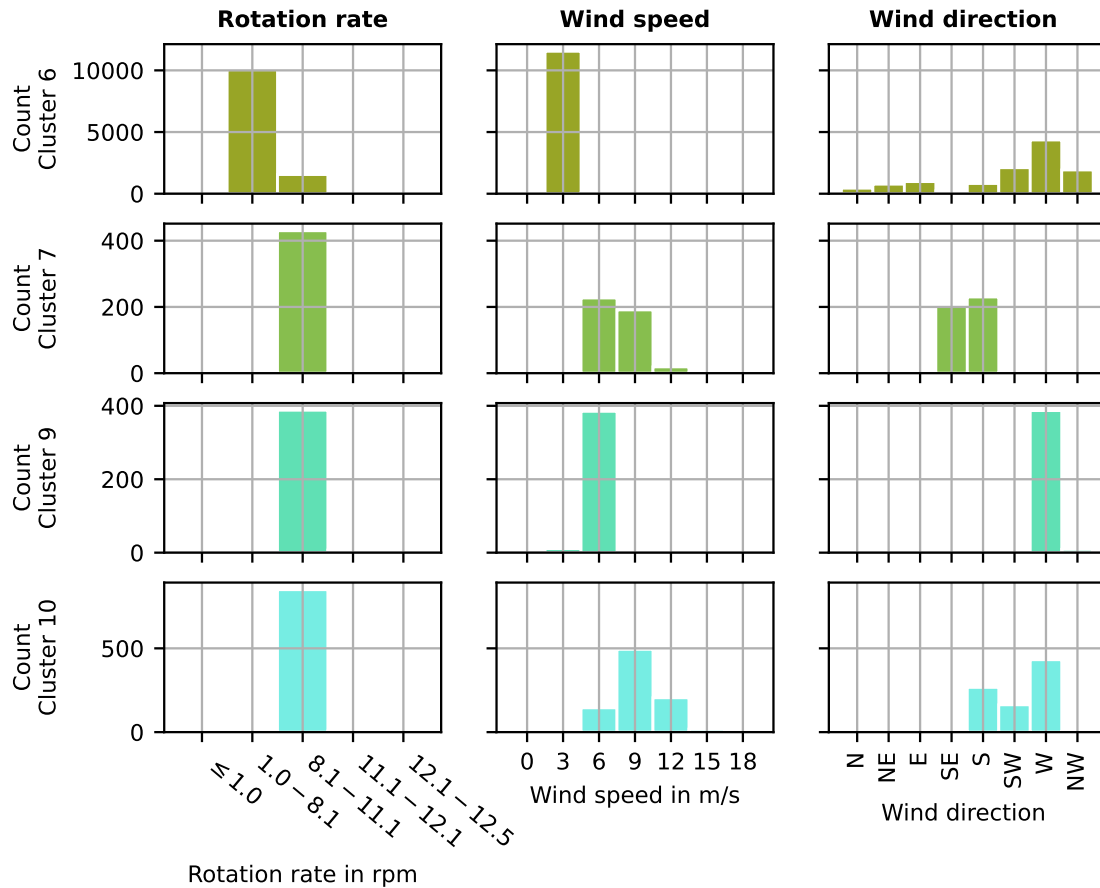 Rotation rate
Wind speed
Wind direction
Count
Cluster 6
10000
5000
0
Count
Cluster 7
400
200
0
Count
Cluster 9
400
200
0
Count
Cluster 10
500
0
≤ 1.0
1.0 − 8.1
8.1 − 11.1
11.1 − 12.1
12.1 − 12.5
Rotation rate in rpm
0 3 6 9 12 15 18
Wind speed in m/s
N
NE
E
SE
S
SW
W
NW
Wind direction